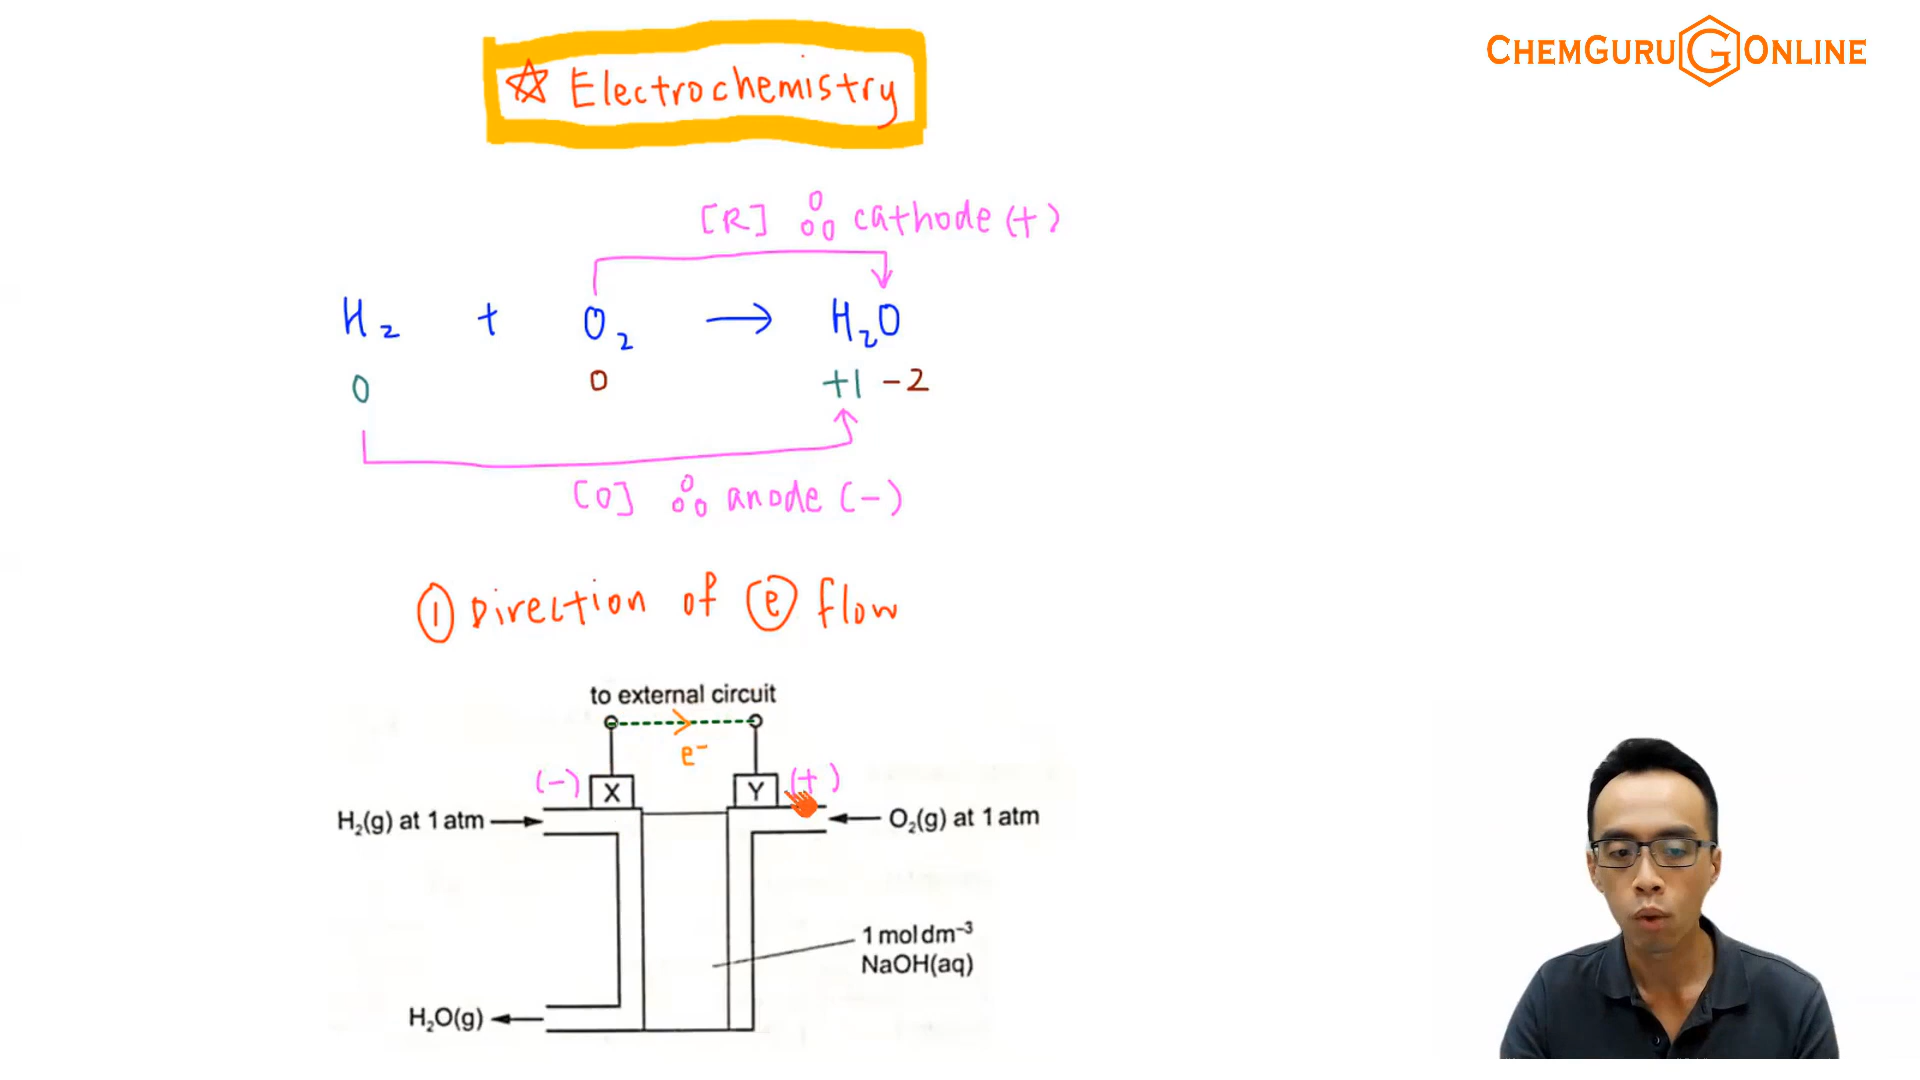 CHEMGURU G ONLINE
☆ Electrochemistry
[R] ∴ cathode (+)
H₂ + O₂ → H₂O
0 0 +1 -2
[O] ∴ anode (-)
① Direction of ⓔ flow
to external circuit
e⁻
(-) X Y (+)
H₂(g) at 1 atm O₂(g) at 1 atm
1 mol dm⁻³
NaOH(aq)
H₂O(g)